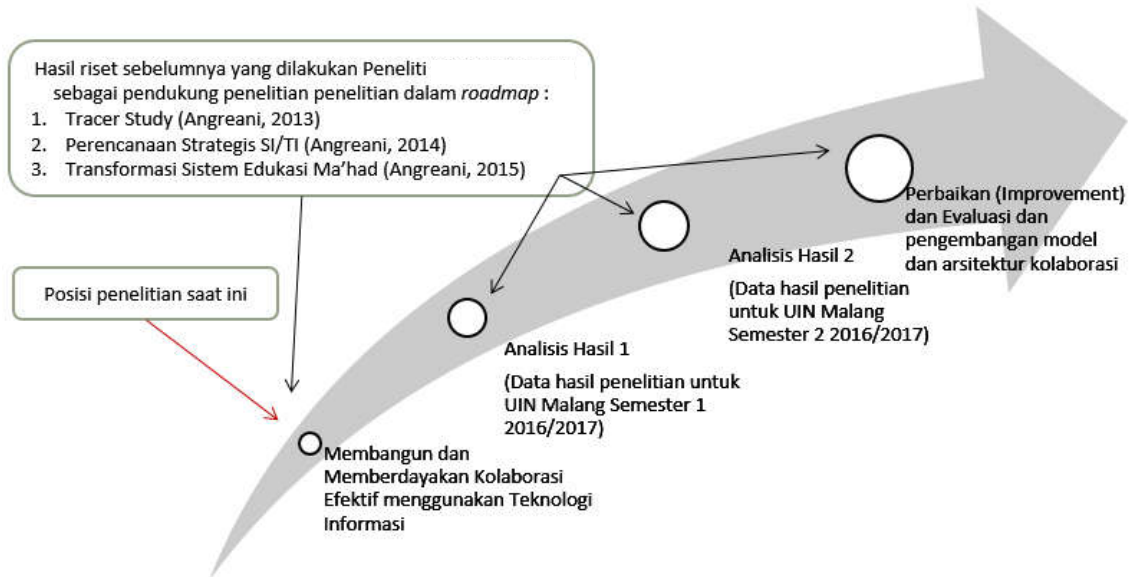 Hasil riset sebelumnya yang dilakukan Peneliti
sebagai pendukung penelitian penelitian dalam roadmap :
1. Tracer Study (Angreani, 2013)
2. Perencanaan Strategis SI/TI (Angreani, 2014)
3. Transformasi Sistem Edukasi Ma'had (Angreani, 2015)
Posisi penelitian saat ini
Membangun dan
Memberdayakan Kolaborasi
Efektif menggunakan Teknologi
Informasi
Analisis Hasil 1
(Data hasil penelitian untuk
UIN Malang Semester 1
2016/2017)
Analisis Hasil 2
(Data hasil penelitian
untuk UIN Malang
Semester 2 2016/2017)
Perbaikan (Improvement)
dan Evaluasi dan
pengembangan model
dan arsitektur kolaborasi